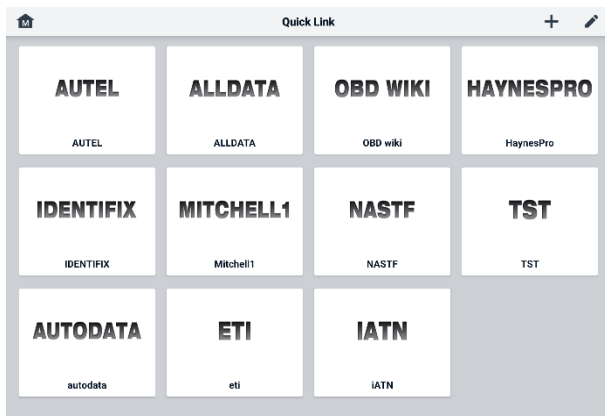 M
Quick Link
AUTEL
AUTEL
ALLDATA
ALLDATA
OBD WIKI
OBD wiki
HAYNESPRO
HaynesPro
IDENTIFIX
IDENTIFIX
MITCHELL1
Mitchell1
NASTF
NASTF
TST
TST
AUTODATA
autodata
ETI
eti
IATN
iATN